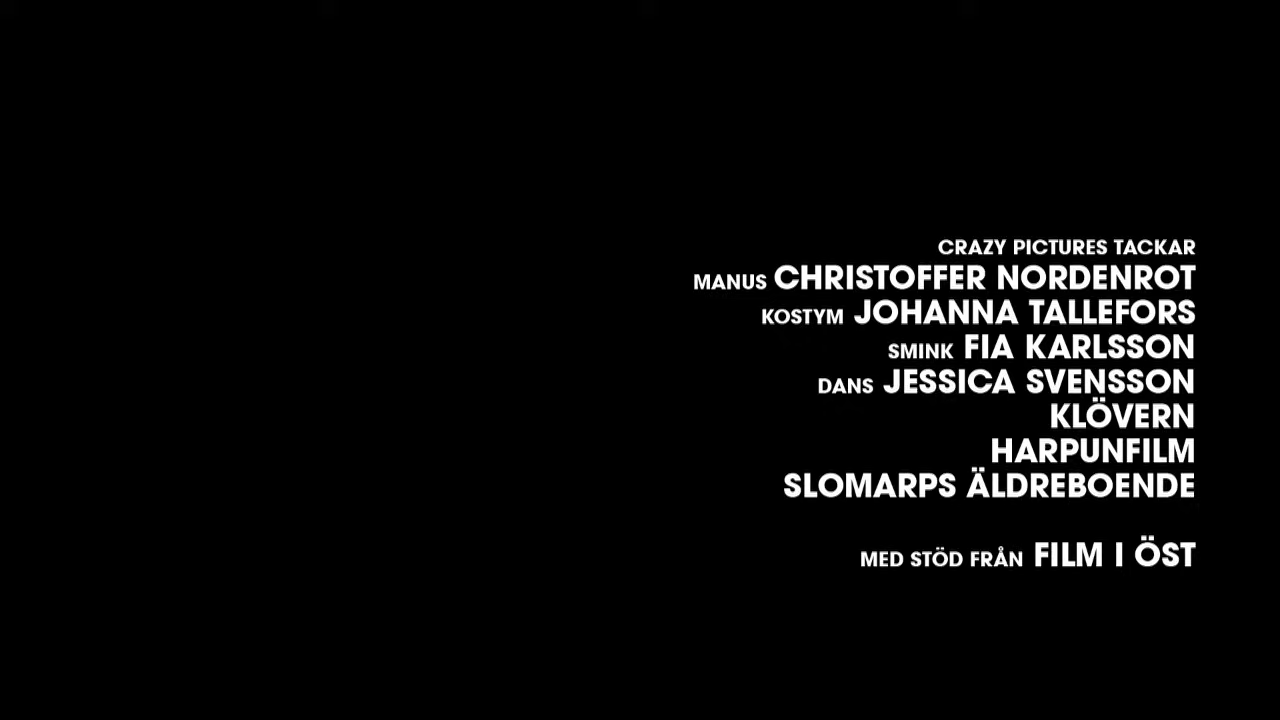 CRAZY PICTURES TACKAR
MANUS CHRISTOFFER NORDENROT
KOSTYM JOHANNA TALLEFORS
SMINK FIA KARLSSON
DANS JESSICA SVENSSON
KLÖVERN
HARPUNFILM
SLOMARPS ÄLDREBOENDE
MED STÖD FRÅN FILM I ÖST